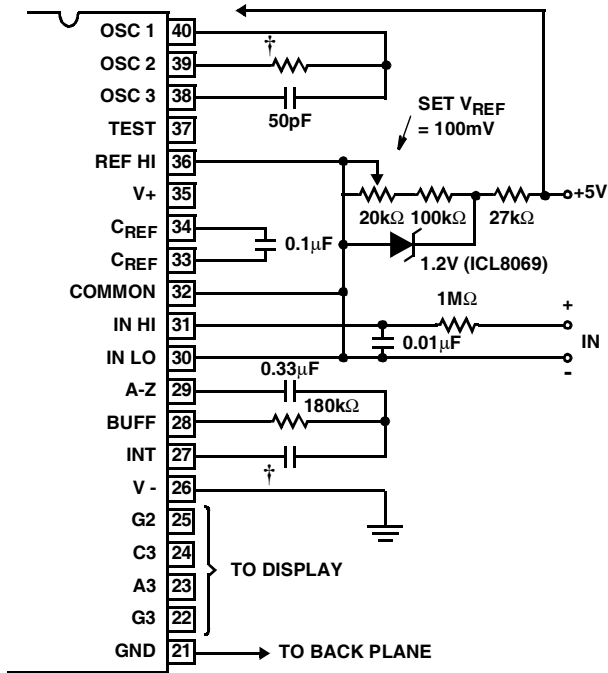 OSC 1 40
OSC 2 39 †
OSC 3 38
50pF
TEST 37
SET VREF
= 100mV
REF HI 36
V+ 35
+5V
20kΩ 100kΩ 27kΩ
CREF 34
0.1µF
CREF 33
1.2V (ICL8069)
COMMON 32
1MΩ
+
IN HI 31
0.01µF IN
IN LO 30
-
0.33µF
A-Z 29
180kΩ
BUFF 28
INT 27
†
V - 26
G2 25
C3 24
TO DISPLAY
A3 23
G3 22
GND 21 TO BACK PLANE